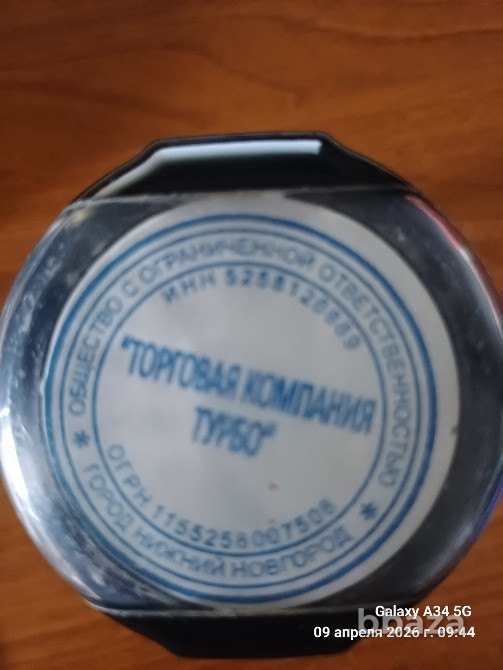 ОБЩЕСТВО С ОГРАНИЧЕННОЙ ОТВЕТСТВЕННОСТЬЮ
ИНН 5258128669
"ТОРГОВАЯ КОМПАНИЯ
ТУРБО"
ОГРН 1155258007508
* ГОРОД НИЖНИЙ НОВГОРОД *
Galaxy A34 5G
09 апреля 2026 г. 09:44
bbaza